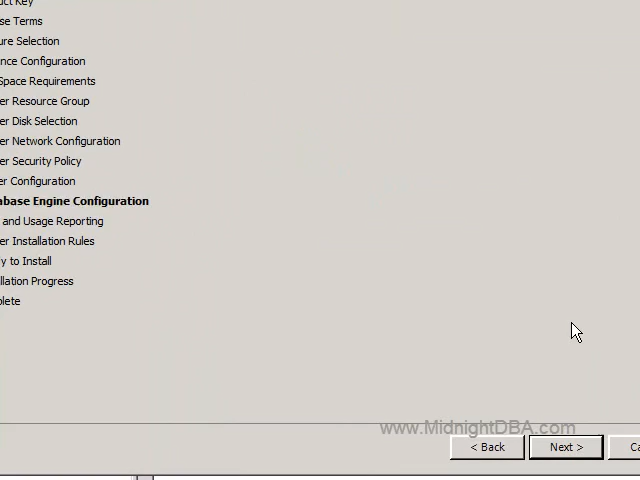 uct Key
se Terms
ure Selection
nce Configuration
Space Requirements
er Resource Group
er Disk Selection
er Network Configuration
er Security Policy
er Configuration
abase Engine Configuration
and Usage Reporting
er Installation Rules
y to Install
llation Progress
plete
www.MidnightDBA.com
< Back Next > Ca